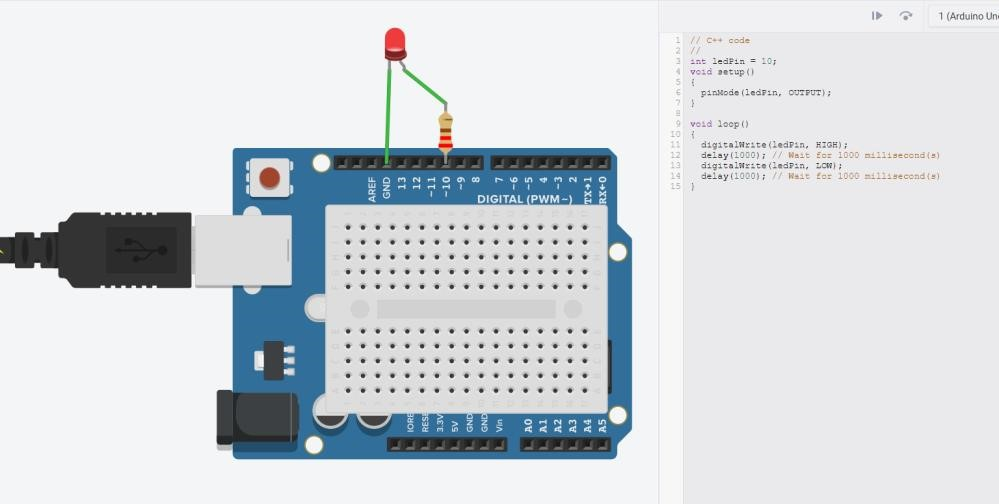 1 (Arduino Uno
1 // C++ code
2 //
3 int ledPin = 10;
4 void setup()
5 {
6 pinMode(ledPin, OUTPUT);
7 }
8
9 void loop()
10 {
11 digitalWrite(ledPin, HIGH);
12 delay(1000); // Wait for 1000 millisecond(s)
13 digitalWrite(ledPin, LOW);
14 delay(1000); // Wait for 1000 millisecond(s)
15 }
AREF
GND
13
12
~11
~10
~9
8
7
~6
~5
4
~3
2
TX→1
RX←0
DIGITAL (PWM~)
IORE
RESE
3.3V
5V
GND
GND
Vin
A0
A1
A2
A3
A4
A5